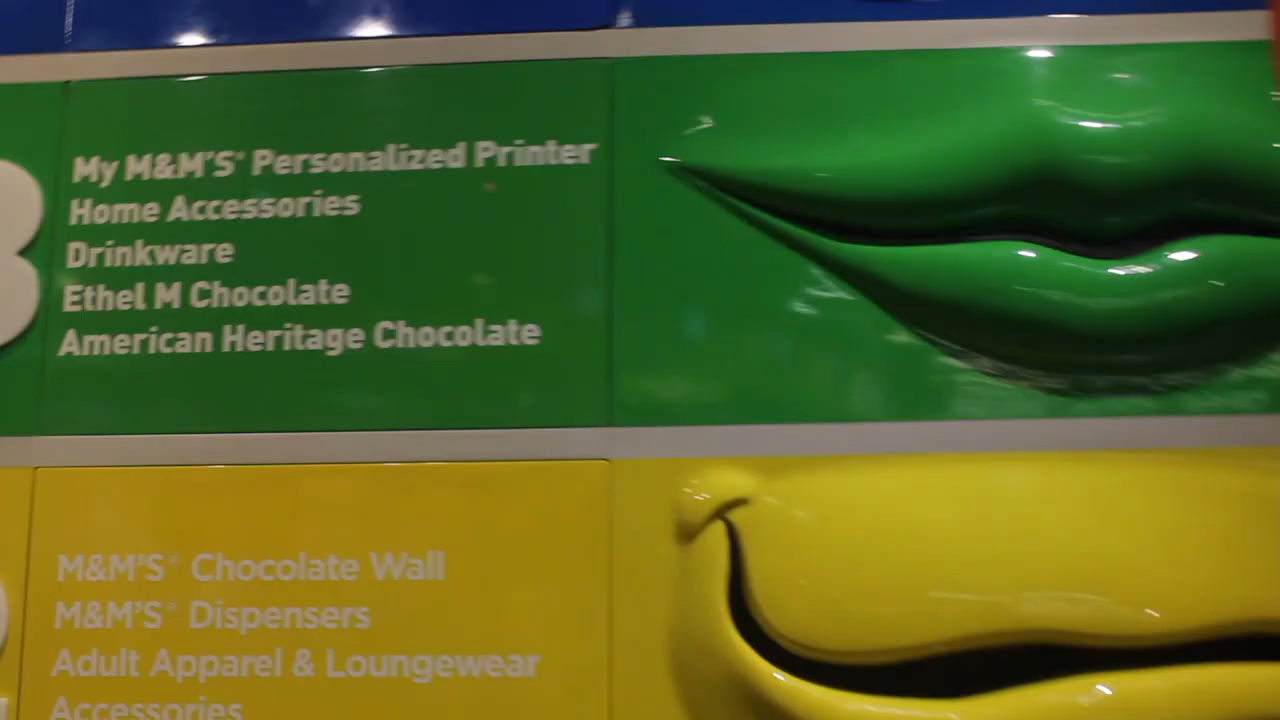 My M&M'S® Personalized Printer
Home Accessories
Drinkware
Ethel M Chocolate
American Heritage Chocolate
M&M'S® Chocolate Wall
M&M'S® Dispensers
Adult Apparel & Loungewear
Accessories